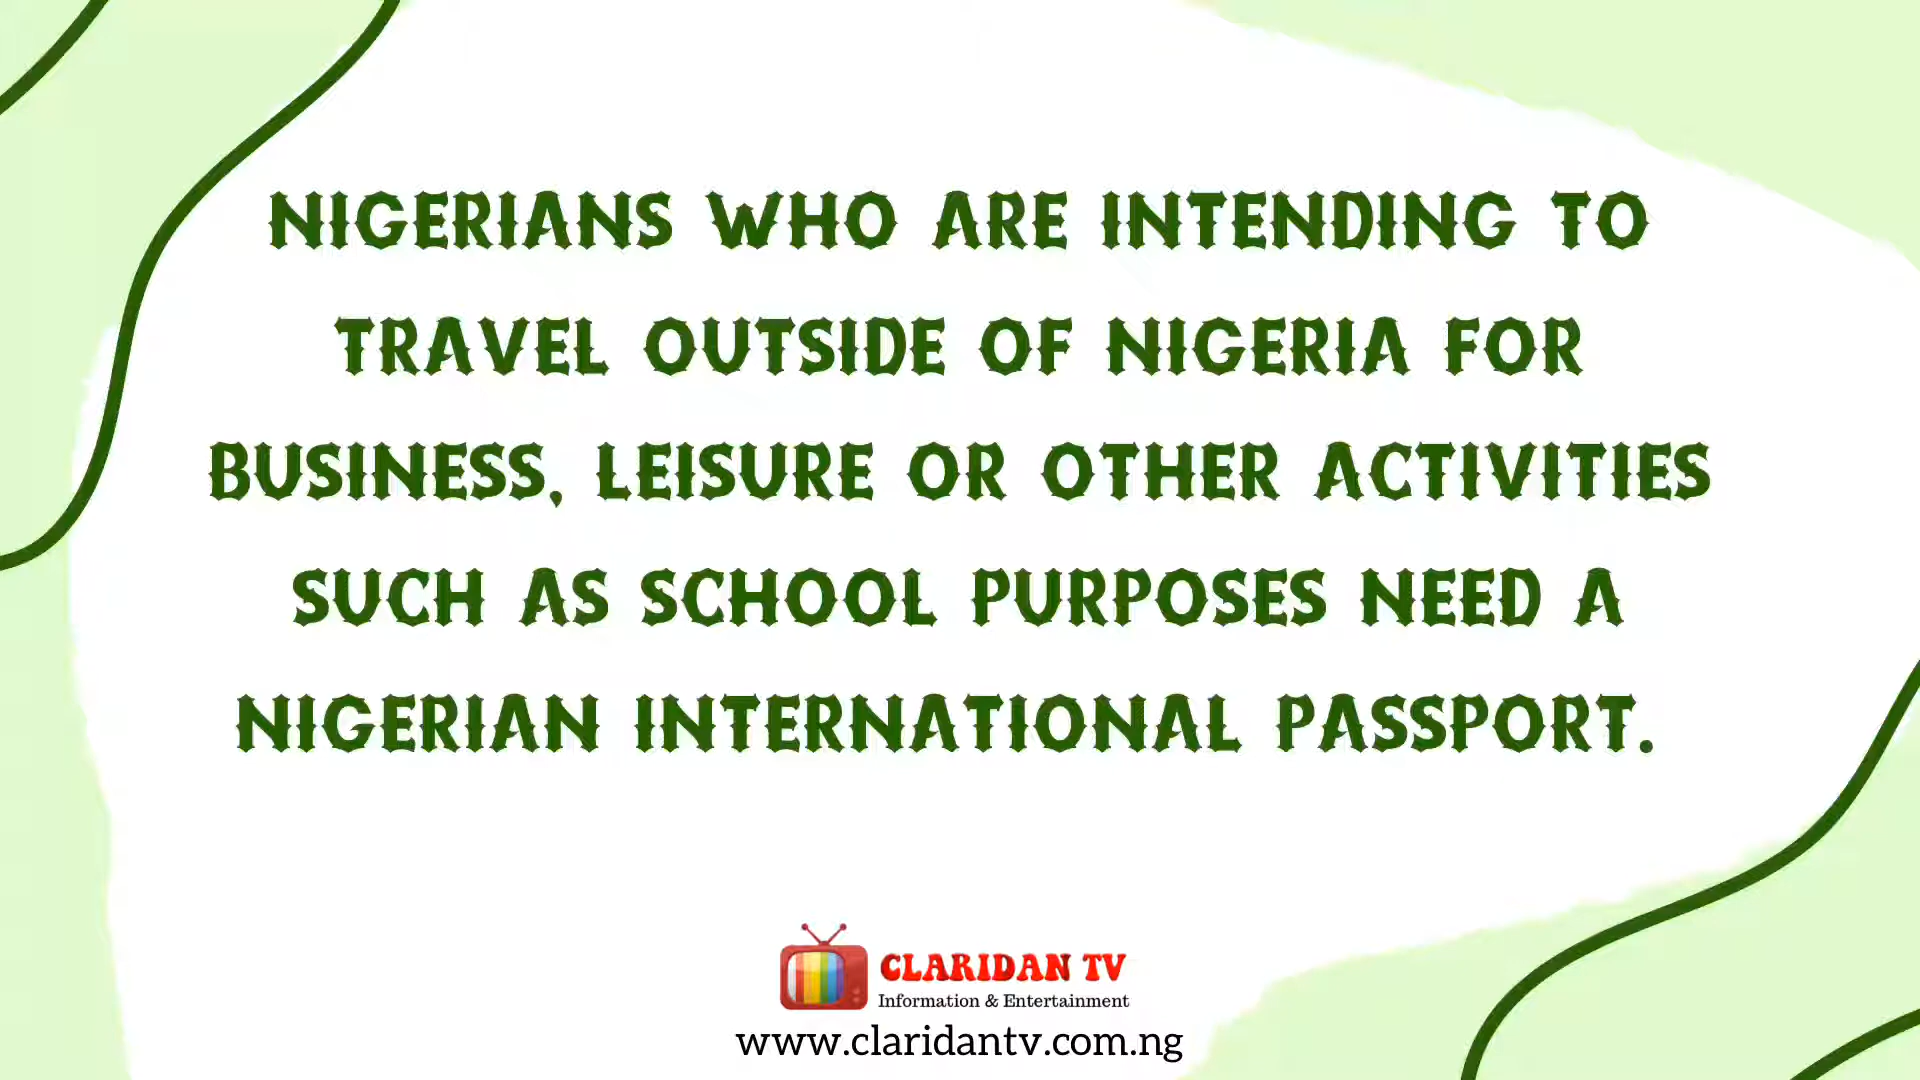 NIGERIANS WHO ARE INTENDING TO
TRAVEL OUTSIDE OF NIGERIA FOR
BUSINESS, LEISURE OR OTHER ACTIVITIES
SUCH AS SCHOOL PURPOSES NEED A
NIGERIAN INTERNATIONAL PASSPORT.
CLARIDAN TV
Information & Entertainment
www.claridantv.com.ng